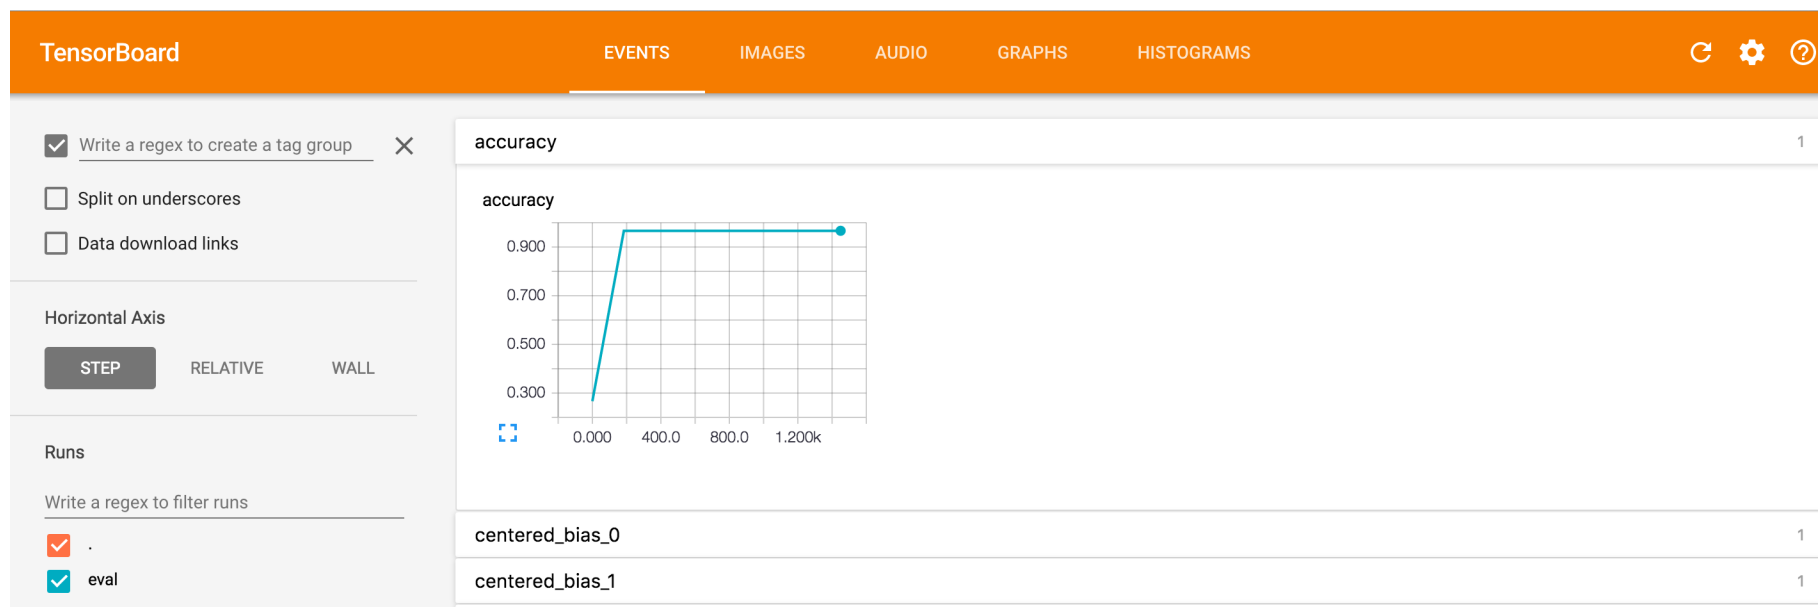 TensorBoard EVENTS IMAGES AUDIO GRAPHS HISTOGRAMS
Write a regex to create a tag group
Split on underscores
Data download links
Horizontal Axis
STEP RELATIVE WALL
Runs
Write a regex to filter runs
.
eval
accuracy 1
accuracy
0.900
0.700
0.500
0.300
0.000 400.0 800.0 1.200k
centered_bias_0 1
centered_bias_1 1